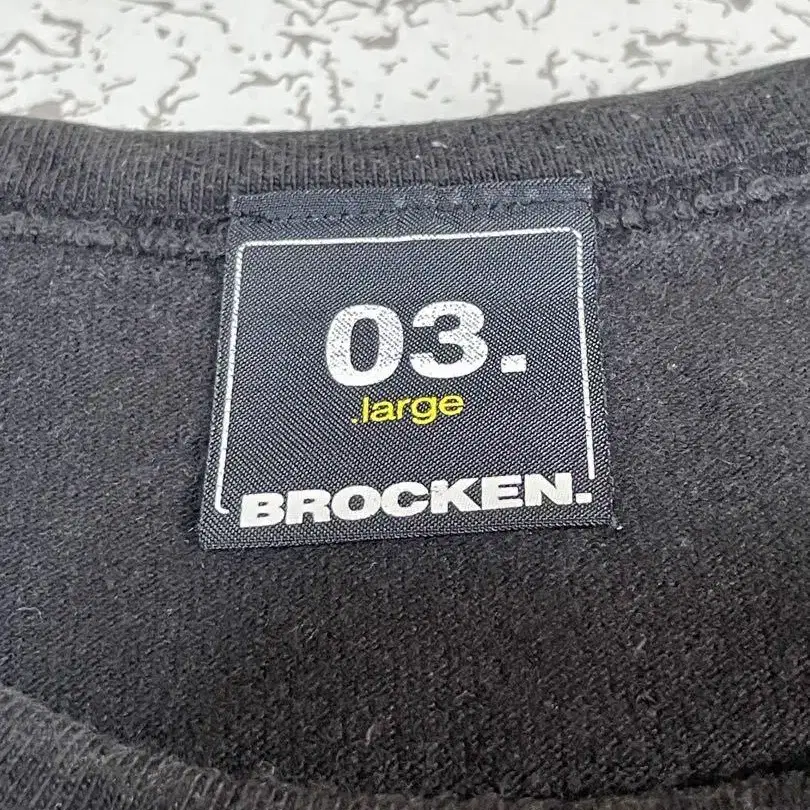 03.
.large
BROCKEN.